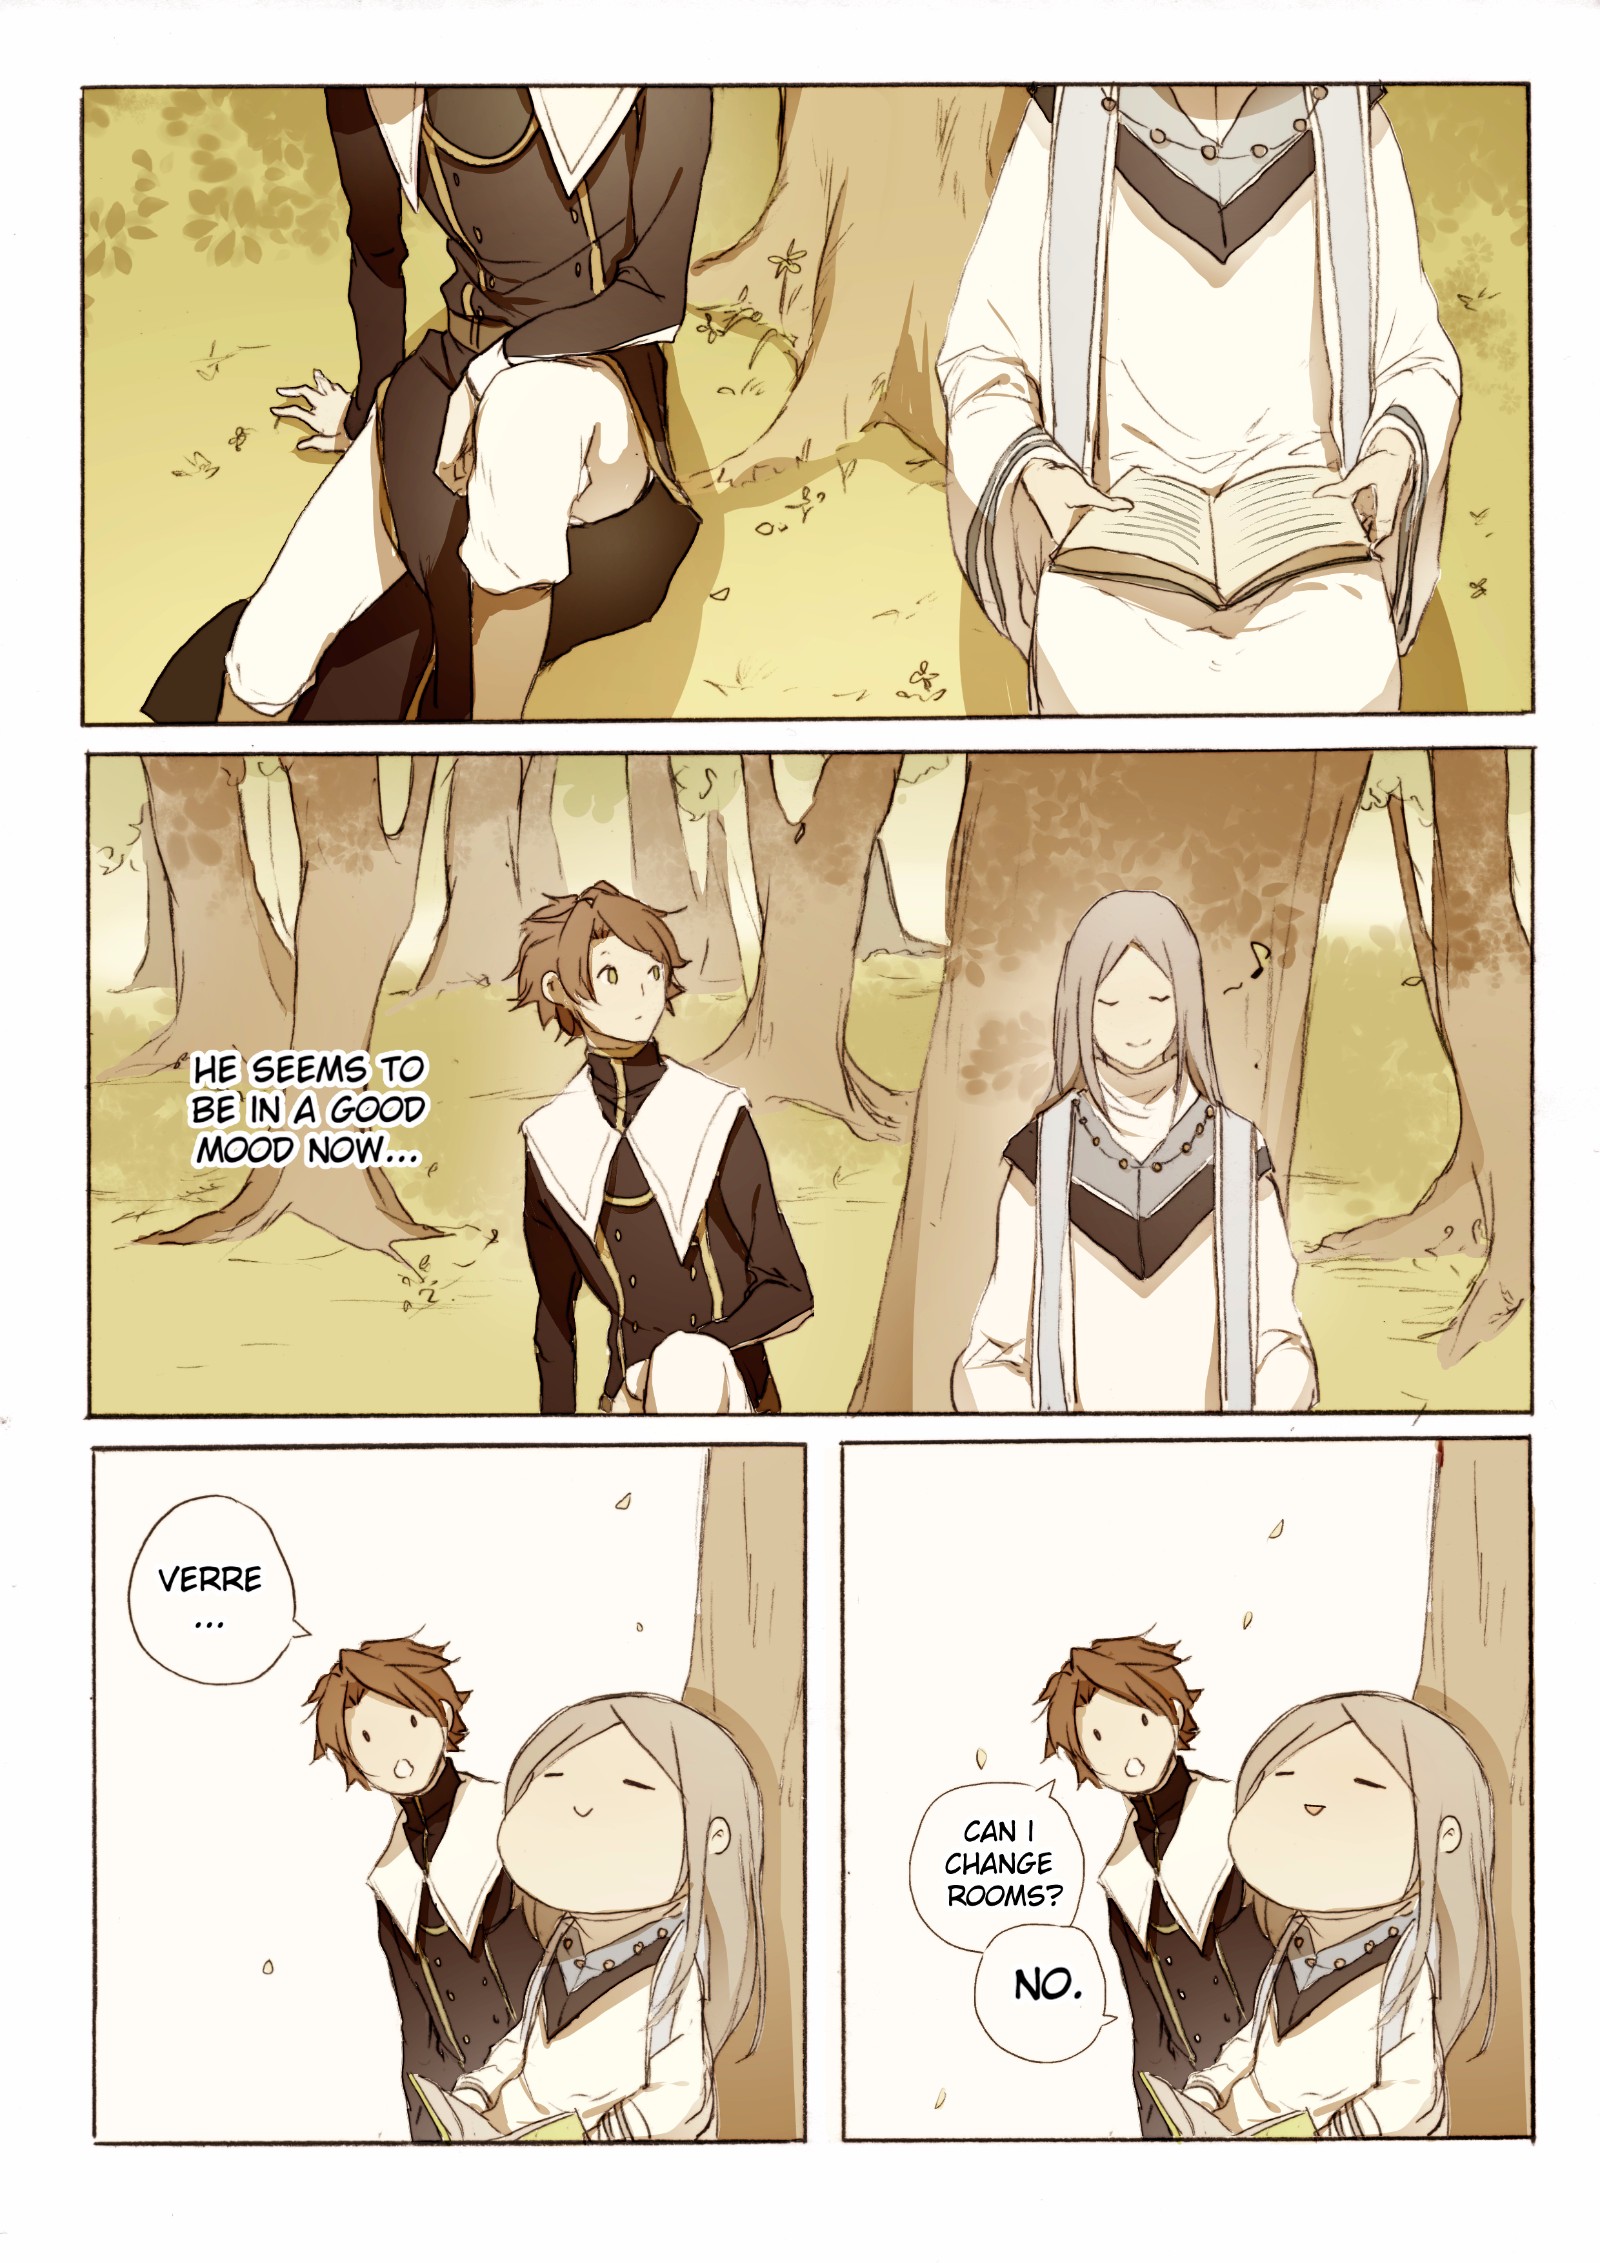 HE SEEMS TO
BE IN A GOOD
MOOD NOW...
VERRE
...
CAN I
CHANGE
ROOMS?
NO.